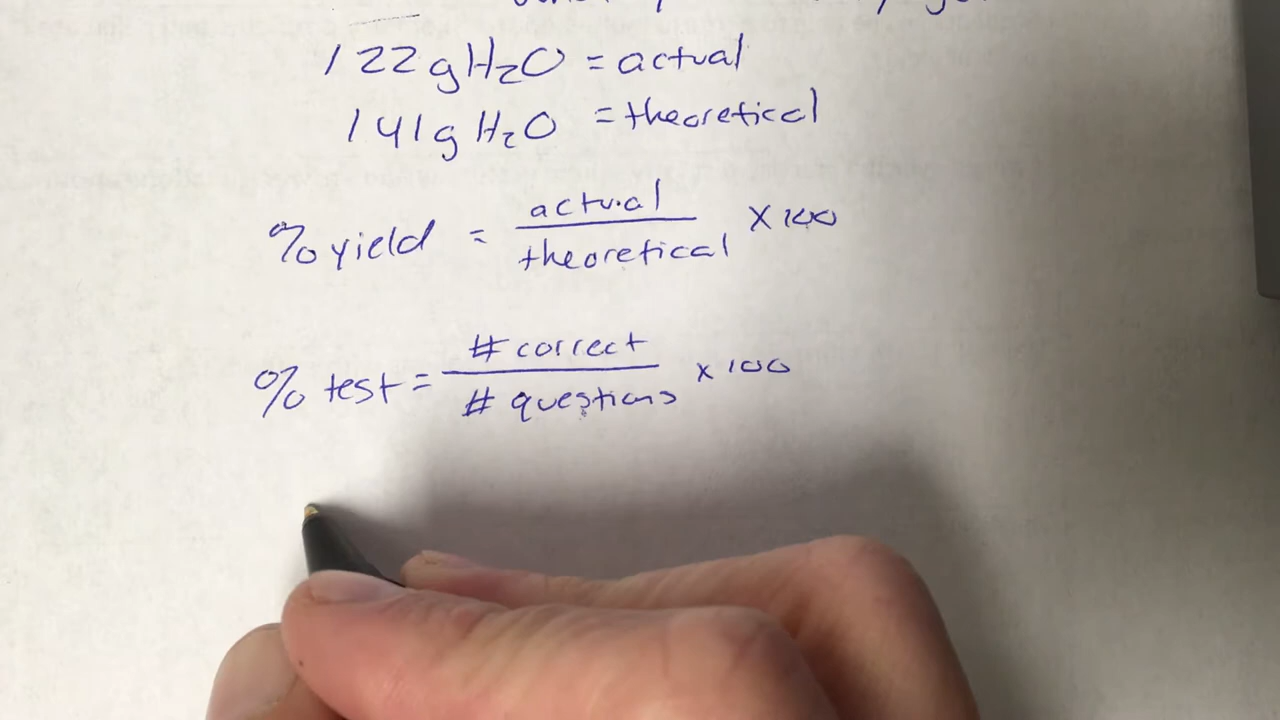 122 g H₂O = actual
141 g H₂O = theoretical
% yield = actual / theoretical × 100
% test = # correct / # questions × 100